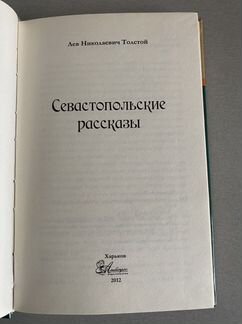 Лев Николаевич Толстой
Севастопольские
рассказы
Харьков
2012